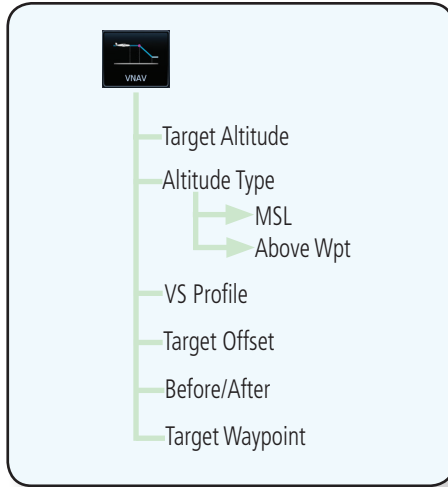 VNAV
Target Altitude
Altitude Type
MSL
Above Wpt
VS Profile
Target Offset
Before/After
Target Waypoint